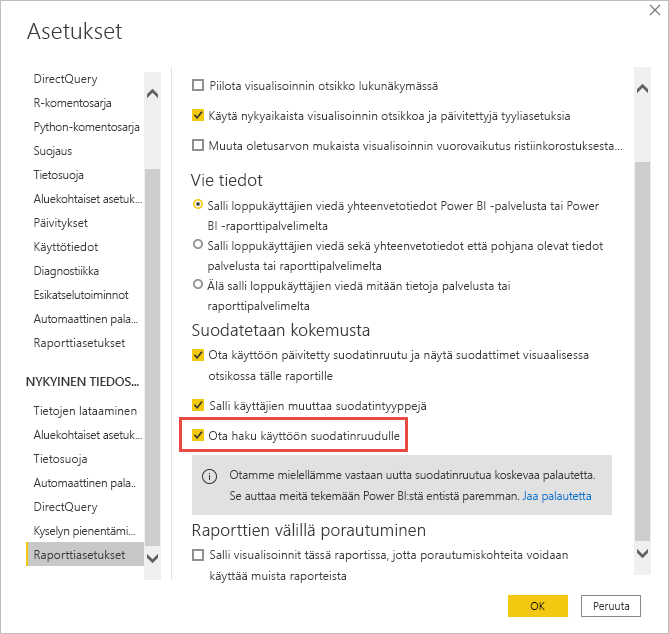 Asetukset
DirectQuery
R-komentosarja
Python-komentosarja
Suojaus
Tietosuoja
Aluekohtaiset asetuk...
Päivitykset
Käyttötiedot
Diagnostiikka
Esikatselutoiminnot
Automaattinen pala...
Raporttiasetukset
NYKYINEN TIEDOS...
Tietojen lataaminen
Aluekohtaiset asetuk...
Tietosuoja
Automaattinen pala..
DirectQuery
Kyselyn pienentämi...
Raporttiasetukset
Piilota visualisoinnin otsikko lukunäkymässä
Käytä nykyaikaista visualisoinnin otsikkoa ja päivitettyjä tyyliasetuksia
Muuta oletusarvon mukaista visualisoinnin vuorovaikutus ristiinkorostuksesta...
Vie tiedot
Salli loppukäyttäjien viedä yhteenvetotiedot Power BI -palvelusta tai Power
BI -raporttipalvelimelta
Salli loppukäyttäjien viedä sekä yhteenvetotiedot että pohjana olevat tiedot
palvelusta tai raporttipalvelimelta
Älä salli loppukäyttäjien viedä mitään tietoja palvelusta tai
raporttipalvelimelta
Suodatetaan kokemusta
Ota käyttöön päivitetty suodatinruutu ja näytä suodattimet visuaalisessa
otsikossa tälle raportille
Salli käyttäjien muuttaa suodatintyyppejä
Ota haku käyttöön suodatinruudulle
Otamme mielellämme vastaan uutta suodatinruutua koskevaa palautetta.
Se auttaa meitä tekemään Power BI:stä entistä paremman. Jaa palautetta
Raporttien välillä porautuminen
Salli visualisoinnit tässä raportissa, jotta porautumiskohteita voidaan
käyttää muista raporteista
OK
Peruuta